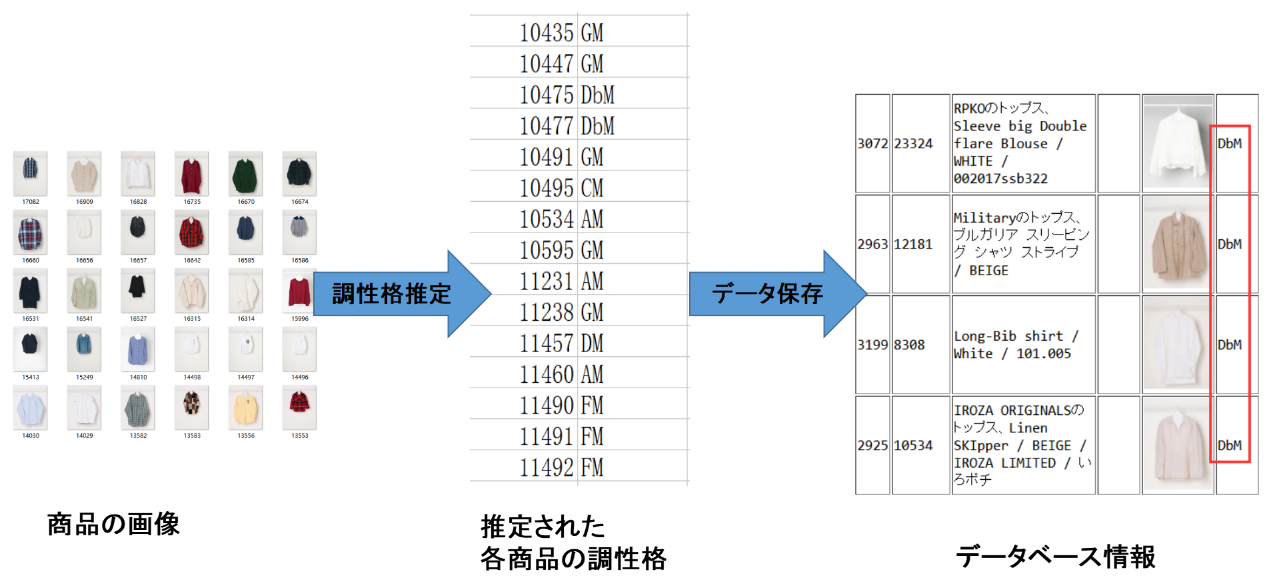 17082 16909 16828 16735 16670 16674
16660 16656 16657 16642 16585 16586
16531 16541 16527 16315 16314 15996
15413 15249 14810 14498 14497 14496
14030 14029 13582 13583 13556 13553
商品の画像
調性格推定
10435 GM
10447 GM
10475 DbM
10477 DbM
10491 GM
10495 CM
10534 AM
10595 GM
11231 AM
11238 GM
11457 DM
11460 AM
11490 FM
11491 FM
11492 FM
推定された
各商品の調性格
データ保存
RPKOのトップス、
Sleeve big Double
3072 23324 flare Blouse / DbM
WHITE /
002017ssb322
Militaryのトップス、
ブルガリア スリーピン
2963 12181 グ シャツ ストライプ DbM
/ BEIGE
3199 8308 Long-Bib shirt / DbM
White / 101.005
IROZA ORIGINALSの
トップス、Linen
2925 10534 SKIpper / BEIGE / DbM
IROZA LIMITED / い
ろポチ
データベース情報